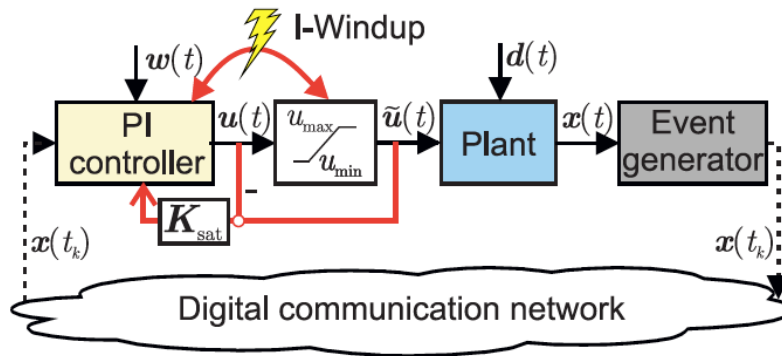 I-Windup
w(t)
d(t)
PI controller
u(t)
u_max
u_min
ũ(t)
Plant
x(t)
Event generator
-
K_sat
x(t_k)
x(t_k)
Digital communication network